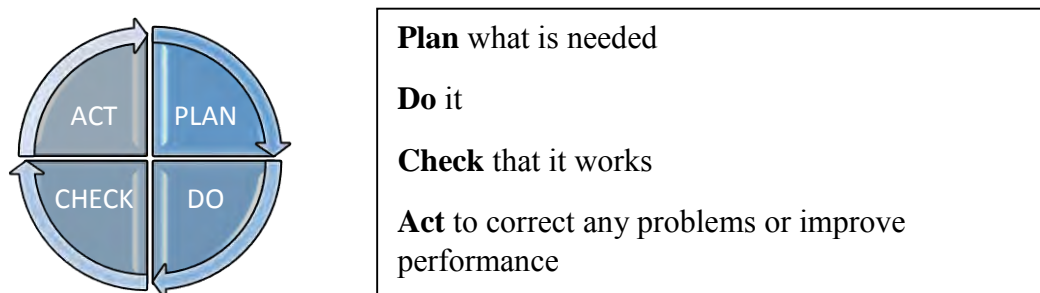 ACT
PLAN
CHECK
DO
Plan what is needed
Do it
Check that it works
Act to correct any problems or improve
performance